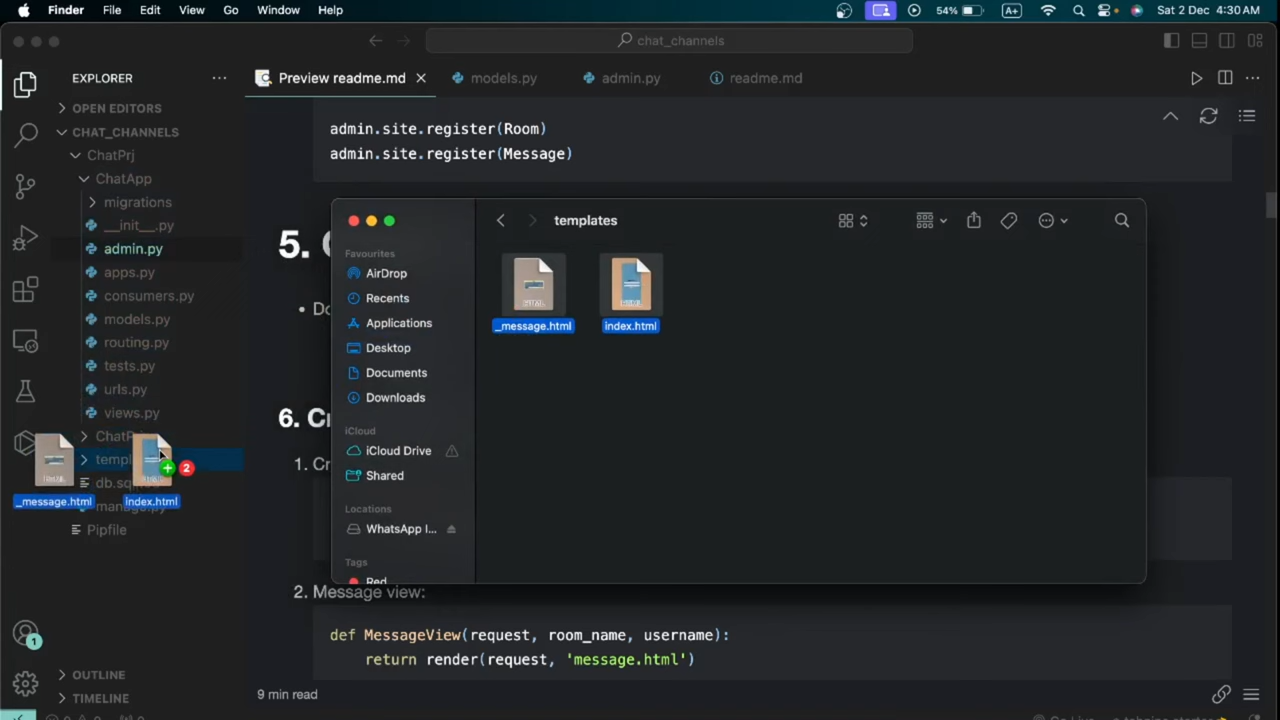 Finder File Edit View Go Window Help 54% A+ Sat 2 Dec 4:30 AM
chat_channels
EXPLORER
Preview readme.md
models.py
admin.py
readme.md
OPEN EDITORS
CHAT_CHANNELS
ChatPrj
ChatApp
migrations
__init__.py
admin.py
apps.py
consumers.py
models.py
routing.py
tests.py
urls.py
views.py
_message.html
index.html
2
Pipfile
1
OUTLINE
TIMELINE
admin.site.register(Room)
admin.site.register(Message)
5.
6.
1.
templates
Favourites
AirDrop
Recents
Applications
Desktop
Documents
Downloads
iCloud
iCloud Drive
Shared
Locations
WhatsApp I...
Tags
Red
_message.html
index.html
2. Message view:
def MessageView(request, room_name, username):
return render(request, 'message.html')
9 min read